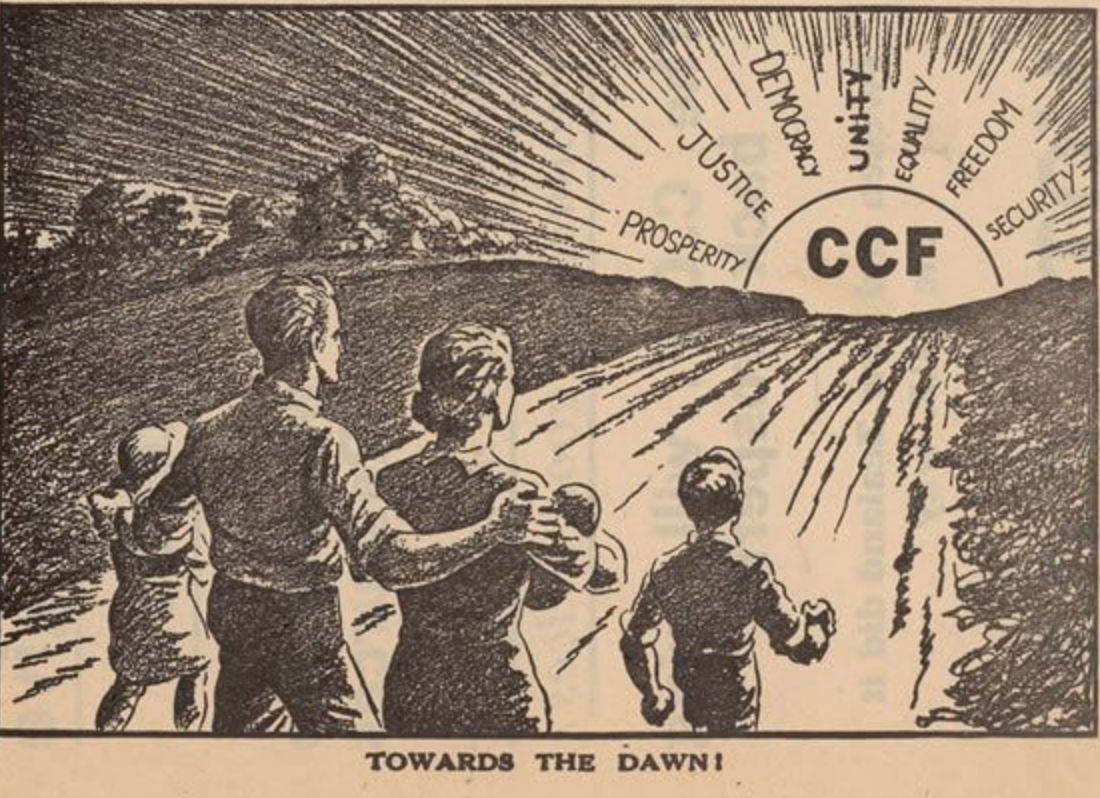 PROSPERITY
JUSTICE
DEMOCRACY
UNiTY
EQUALITY
FREEDOM
SECURITY
CCF
TOWARDS THE DAWN!